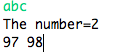 abc
The number=2
97 98